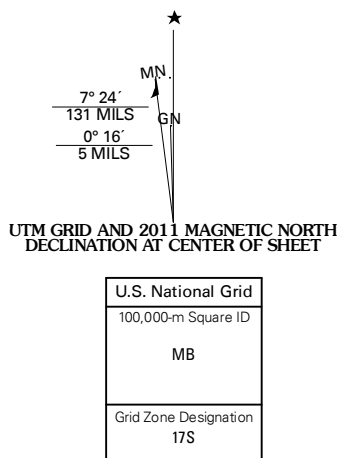 ★
MN
7° 24´
131 MILS
GN
0° 16´
5 MILS
UTM GRID AND 2011 MAGNETIC NORTH
DECLINATION AT CENTER OF SHEET
U.S. National Grid
100,000-m Square ID
MB
Grid Zone Designation
17S